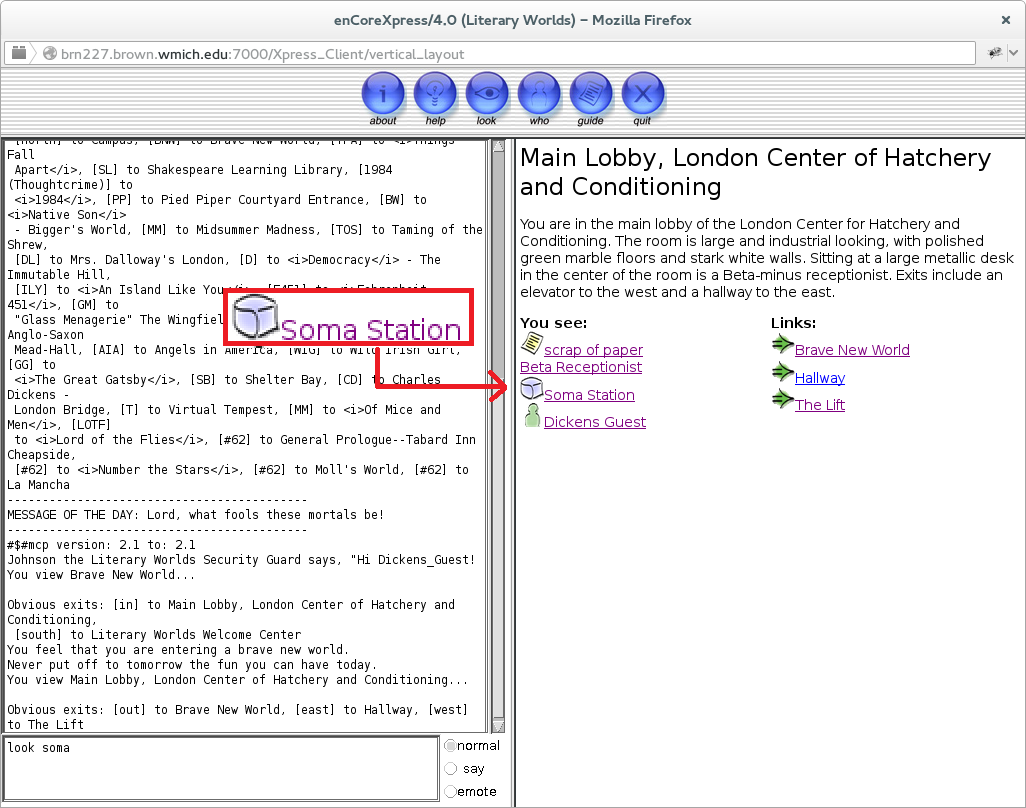 enCoreXpress/4.0 (Literary Worlds) – Mozilla Firefox
brn227.brown.wmich.edu:7000/Xpress_Client/vertical_layout
about help look who guide quit
[north] to Campus, [BNW] to Brave New World, [TFA] to <i>Things
Fall
Apart</i>, [SL] to Shakespeare Learning Library, [1984
(Thoughtcrime)] to
<i>1984</i>, [PP] to Pied Piper Courtyard Entrance, [BW] to
<i>Native Son</i>
- Bigger's World, [MM] to Midsummer Madness, [TOS] to Taming of the
Shrew,
[DL] to Mrs. Dalloway's London, [D] to <i>Democracy</i> - The
Immutable Hill,
[ILY] to <i>An Island Like You</i>, [F451] to <i>Fahrenheit
451</i>, [GM] to
"Glass Menagerie" The Wingfiel
Anglo-Saxon
Mead-Hall, [AIA] to Angels in America, [WIG] to Wild Irish Girl,
[GG] to
<i>The Great Gatsby</i>, [SB] to Shelter Bay, [CD] to Charles
Dickens -
London Bridge, [T] to Virtual Tempest, [MM] to <i>Of Mice and
Men</i>, [LOTF]
to <i>Lord of the Flies</i>, [#62] to General Prologue--Tabard Inn
Cheapside,
[#62] to <i>Number the Stars</i>, [#62] to Moll's World, [#62] to
La Mancha
-------------------------------------------
MESSAGE OF THE DAY: Lord, what fools these mortals be!
-------------------------------------------
#$#mcp version: 2.1 to: 2.1
Johnson the Literary Worlds Security Guard says, "Hi Dickens_Guest!
You view Brave New World...
Obvious exits: [in] to Main Lobby, London Center of Hatchery and
Conditioning,
[south] to Literary Worlds Welcome Center
You feel that you are entering a brave new world.
Never put off to tomorrow the fun you can have today.
You view Main Lobby, London Center of Hatchery and Conditioning...
Obvious exits: [out] to Brave New World, [east] to Hallway, [west]
to The Lift
Soma Station
look soma
normal
say
emote
Main Lobby, London Center of Hatchery
and Conditioning
You are in the main lobby of the London Center for Hatchery and
Conditioning. The room is large and industrial looking, with polished
green marble floors and stark white walls. Sitting at a large metallic desk
in the center of the room is a Beta-minus receptionist. Exits include an
elevator to the west and a hallway to the east.
You see:
scrap of paper
Beta Receptionist
Soma Station
Dickens Guest
Links:
Brave New World
Hallway
The Lift